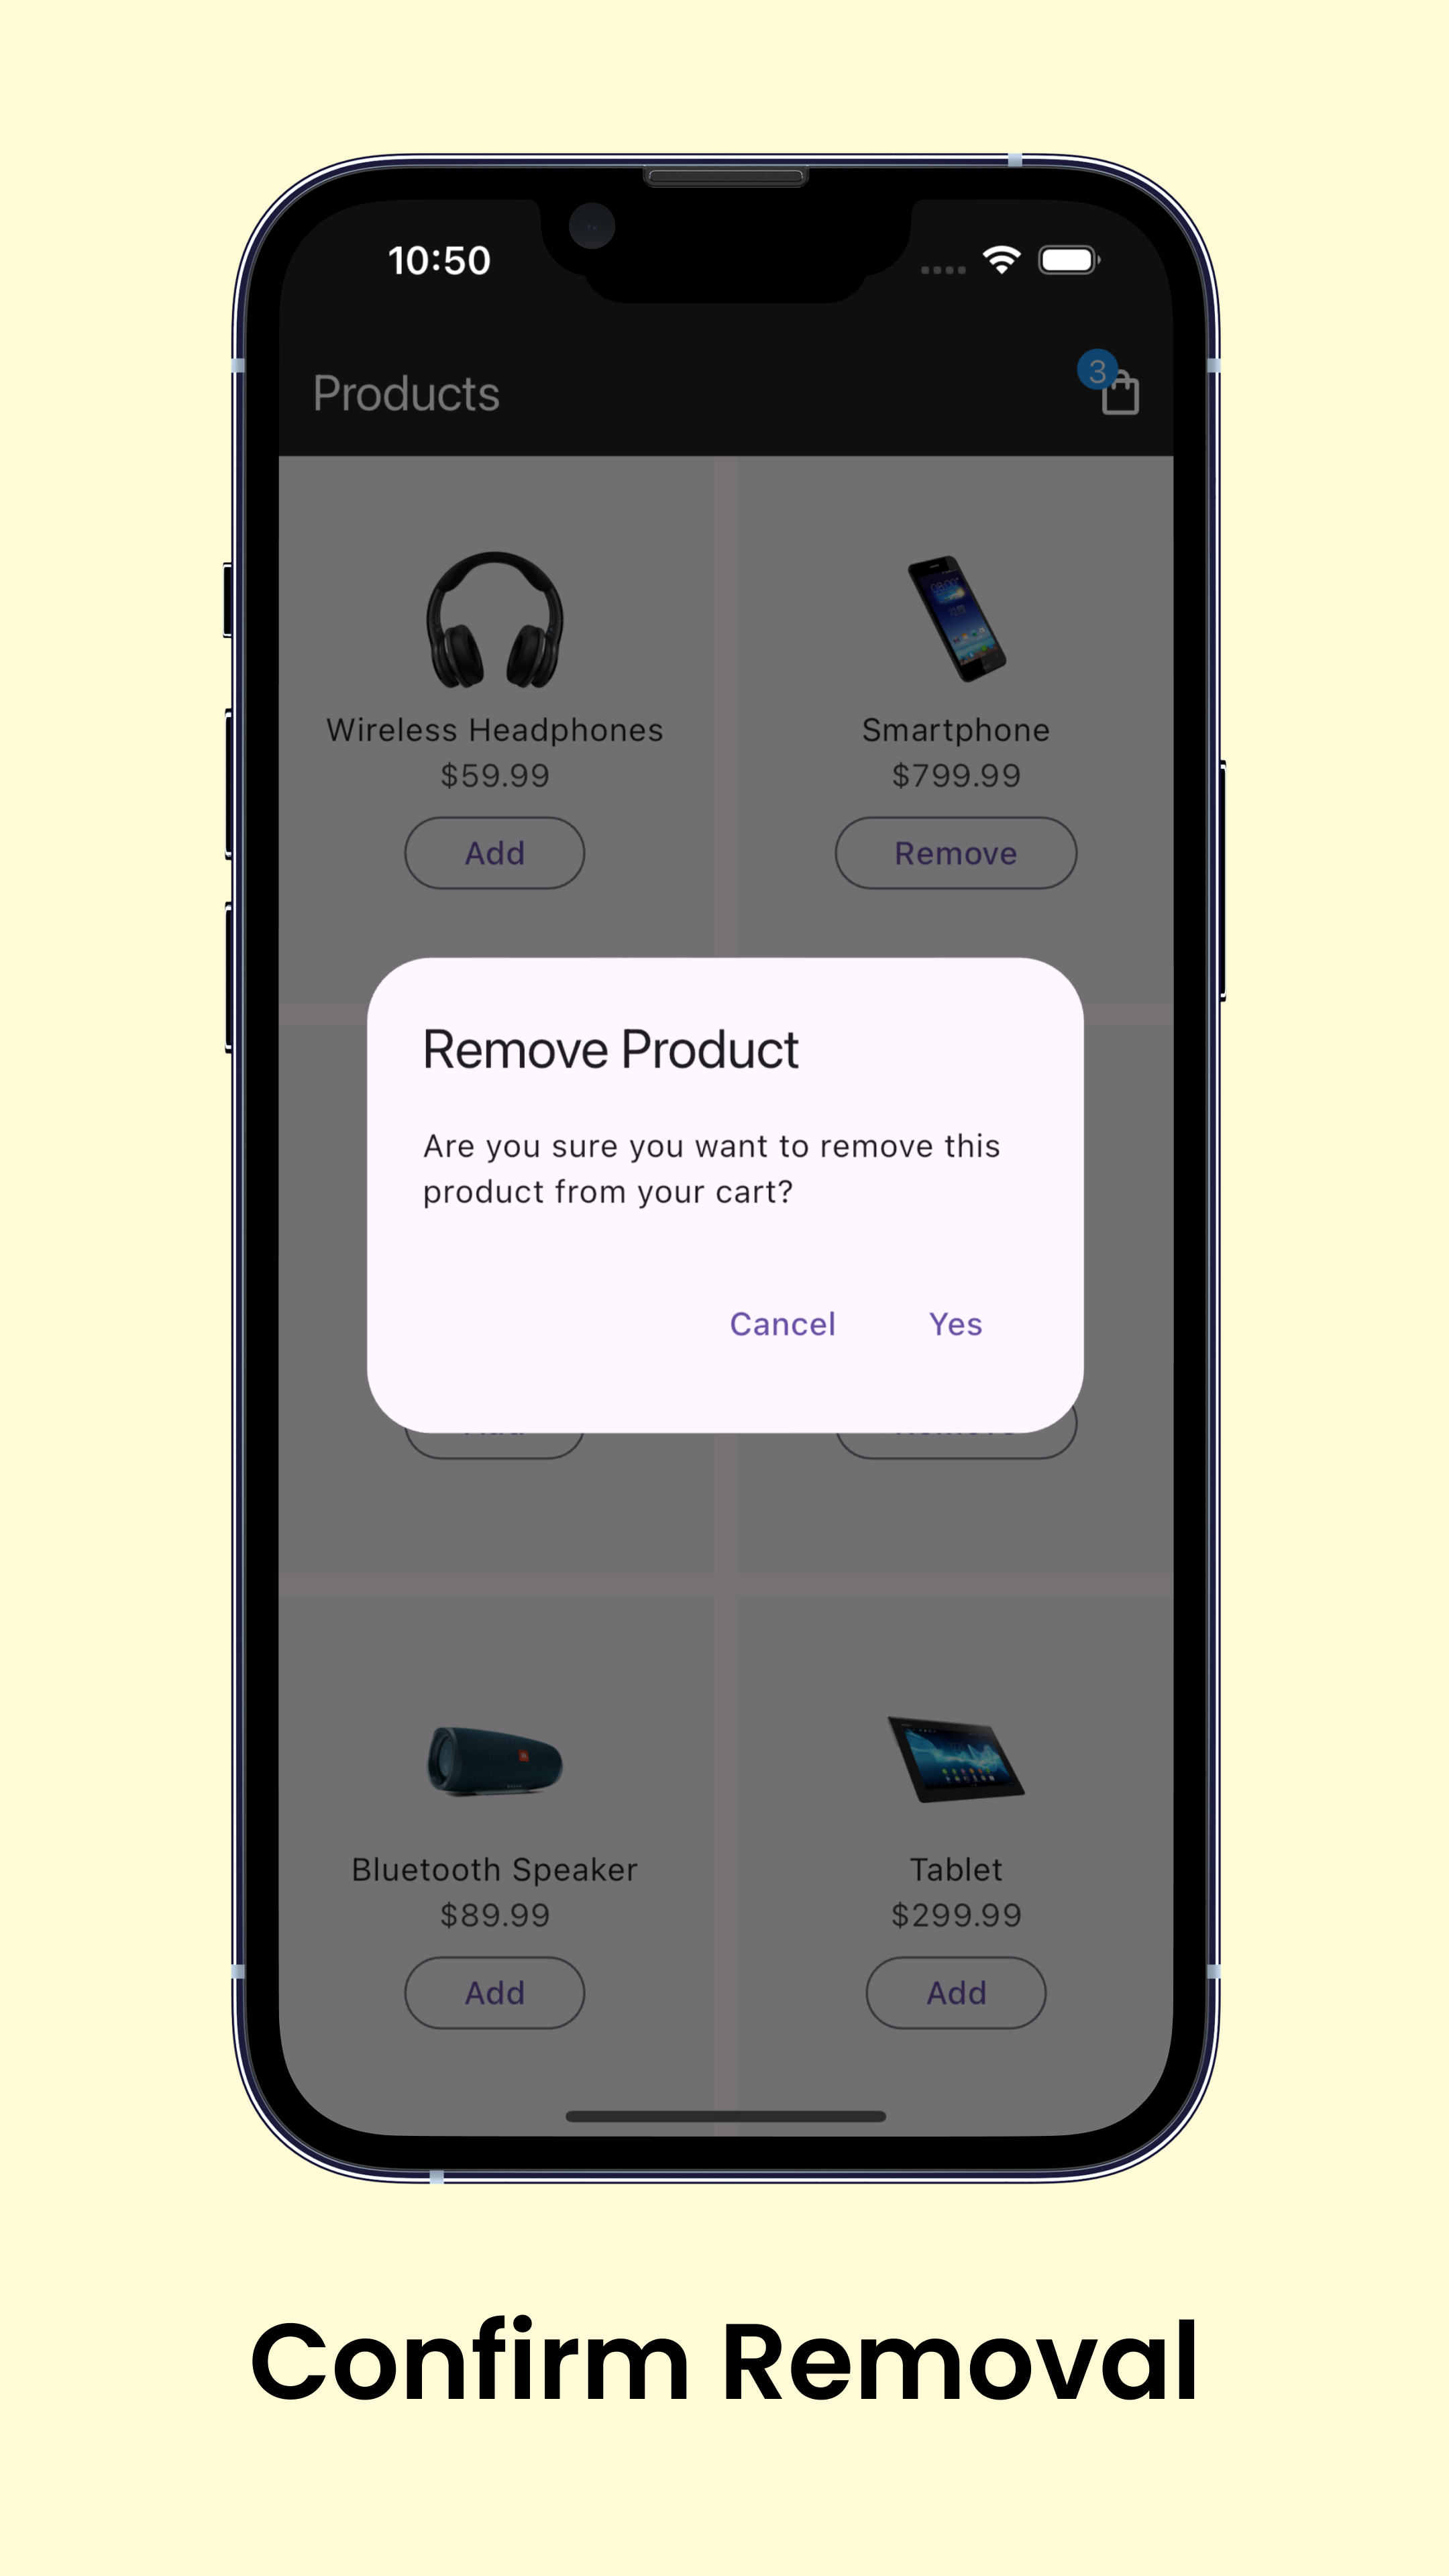 10:50
Products
3
Wireless Headphones
$59.99
Add
Smartphone
$799.99
Remove
Remove Product
Are you sure you want to remove this
product from your cart?
Cancel
Yes
Bluetooth Speaker
$89.99
Add
Tablet
$299.99
Add
Confirm Removal